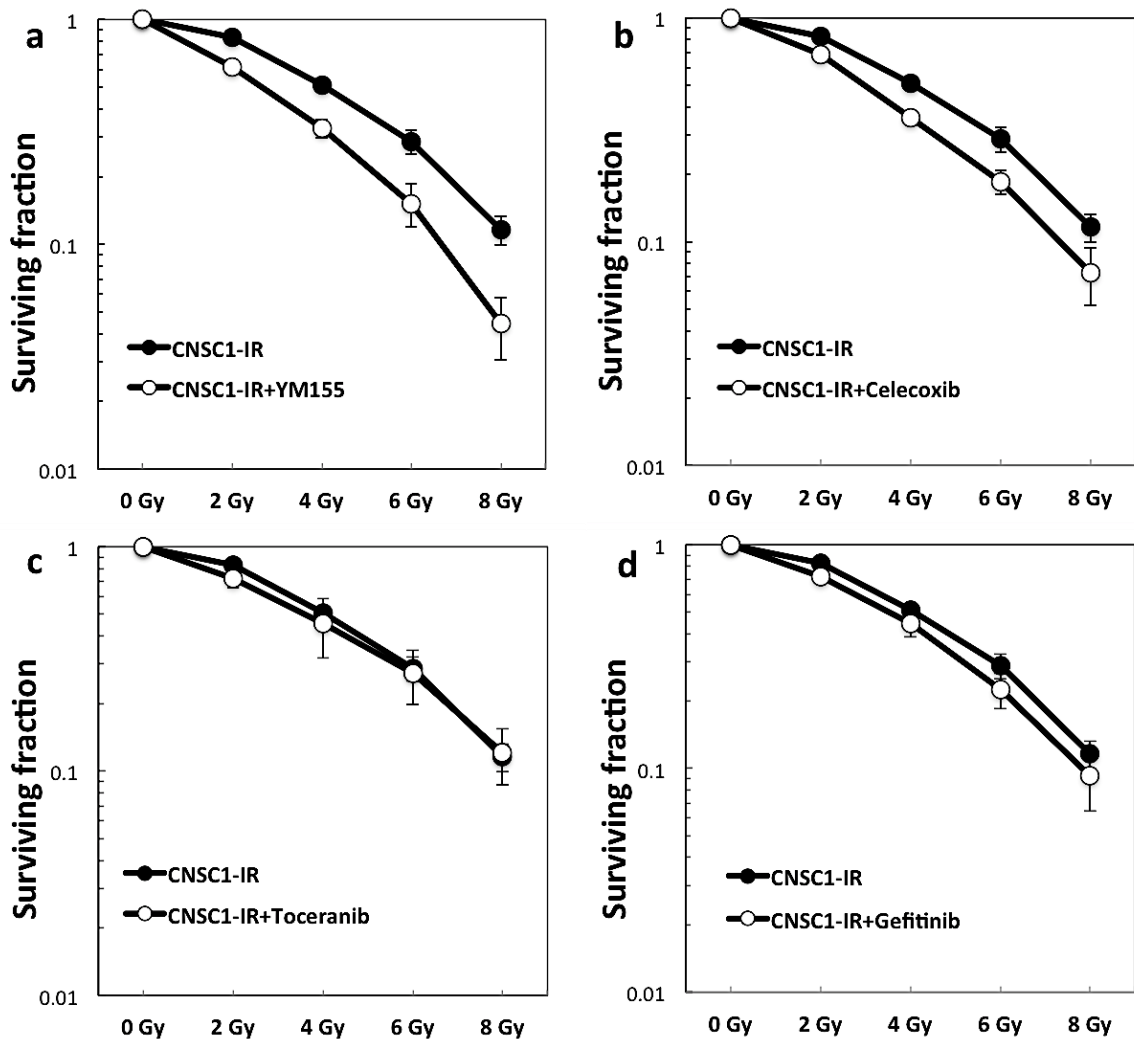 a
Surviving fraction
1
0.1
0.01
CNSC1-IR
CNSC1-IR+YM155
0 Gy 2 Gy 4 Gy 6 Gy 8 Gy
b
Surviving fraction
1
0.1
0.01
CNSC1-IR
CNSC1-IR+Celecoxib
0 Gy 2 Gy 4 Gy 6 Gy 8 Gy
c
Surviving fraction
1
0.1
0.01
CNSC1-IR
CNSC1-IR+Toceranib
0 Gy 2 Gy 4 Gy 6 Gy 8 Gy
d
Surviving fraction
1
0.1
0.01
CNSC1-IR
CNSC1-IR+Gefitinib
0 Gy 2 Gy 4 Gy 6 Gy 8 Gy